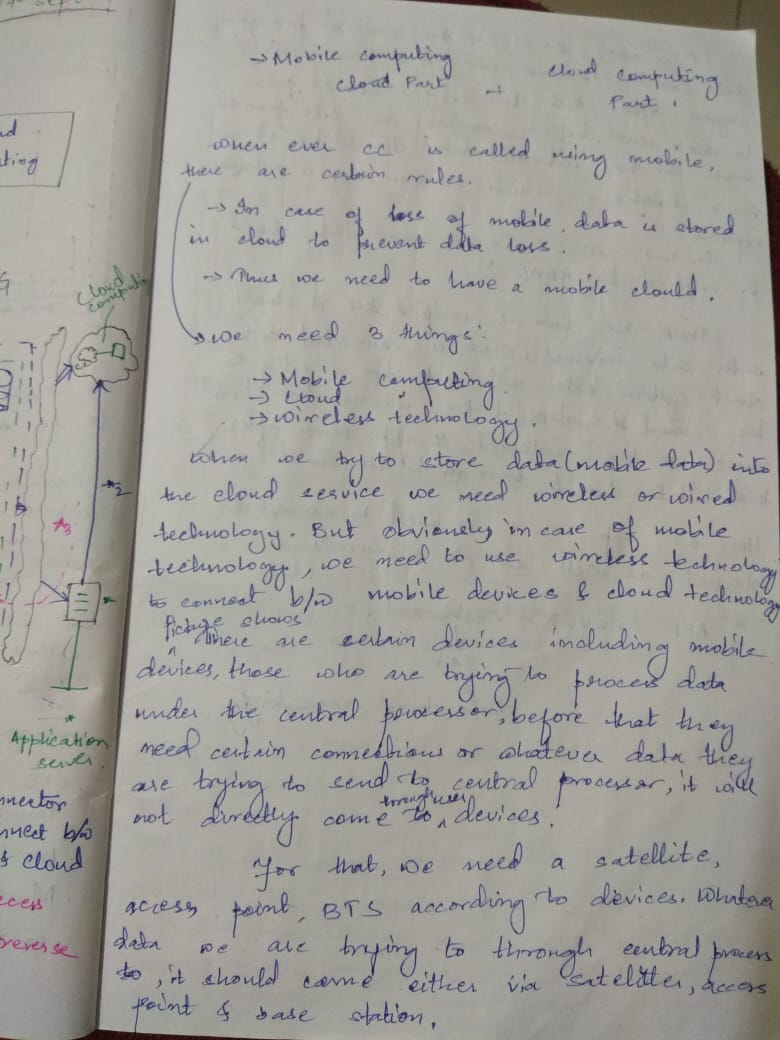 → Mobile computing cloud computing
cloud Part + Part.
when ever cc is called using mobile,
there are certain rules.
→ In case of loss of mobile, data is stored
in cloud to prevent data loss.
→ Thus we need to have a mobile clould.
we need 3 things:
→ Mobile computing
→ cloud "
→ wireless technology.
when we try to store data (mobile data) into
the cloud service we need wireless or wired
technology. But obviously in case of mobile
technology, we need to use wireless technology
to connect b/w mobile devices & cloud technology
Picture shows
there are certain devices including mobile
devices, those who are trying to process data
under the central processor, before that they
need certain connections or whatever data they
are trying to send to central processor, it will
not directly come to through user devices.
For that, we need a satellite,
access point, BTS according to devices. Whatever
data we are trying to through central process
to, it should come either via satelitter, access
point & base station.
ting
cloud
computi
*2
*3
*
Application
server.
nnector
nnect b/w
& cloud
ccess
reverse